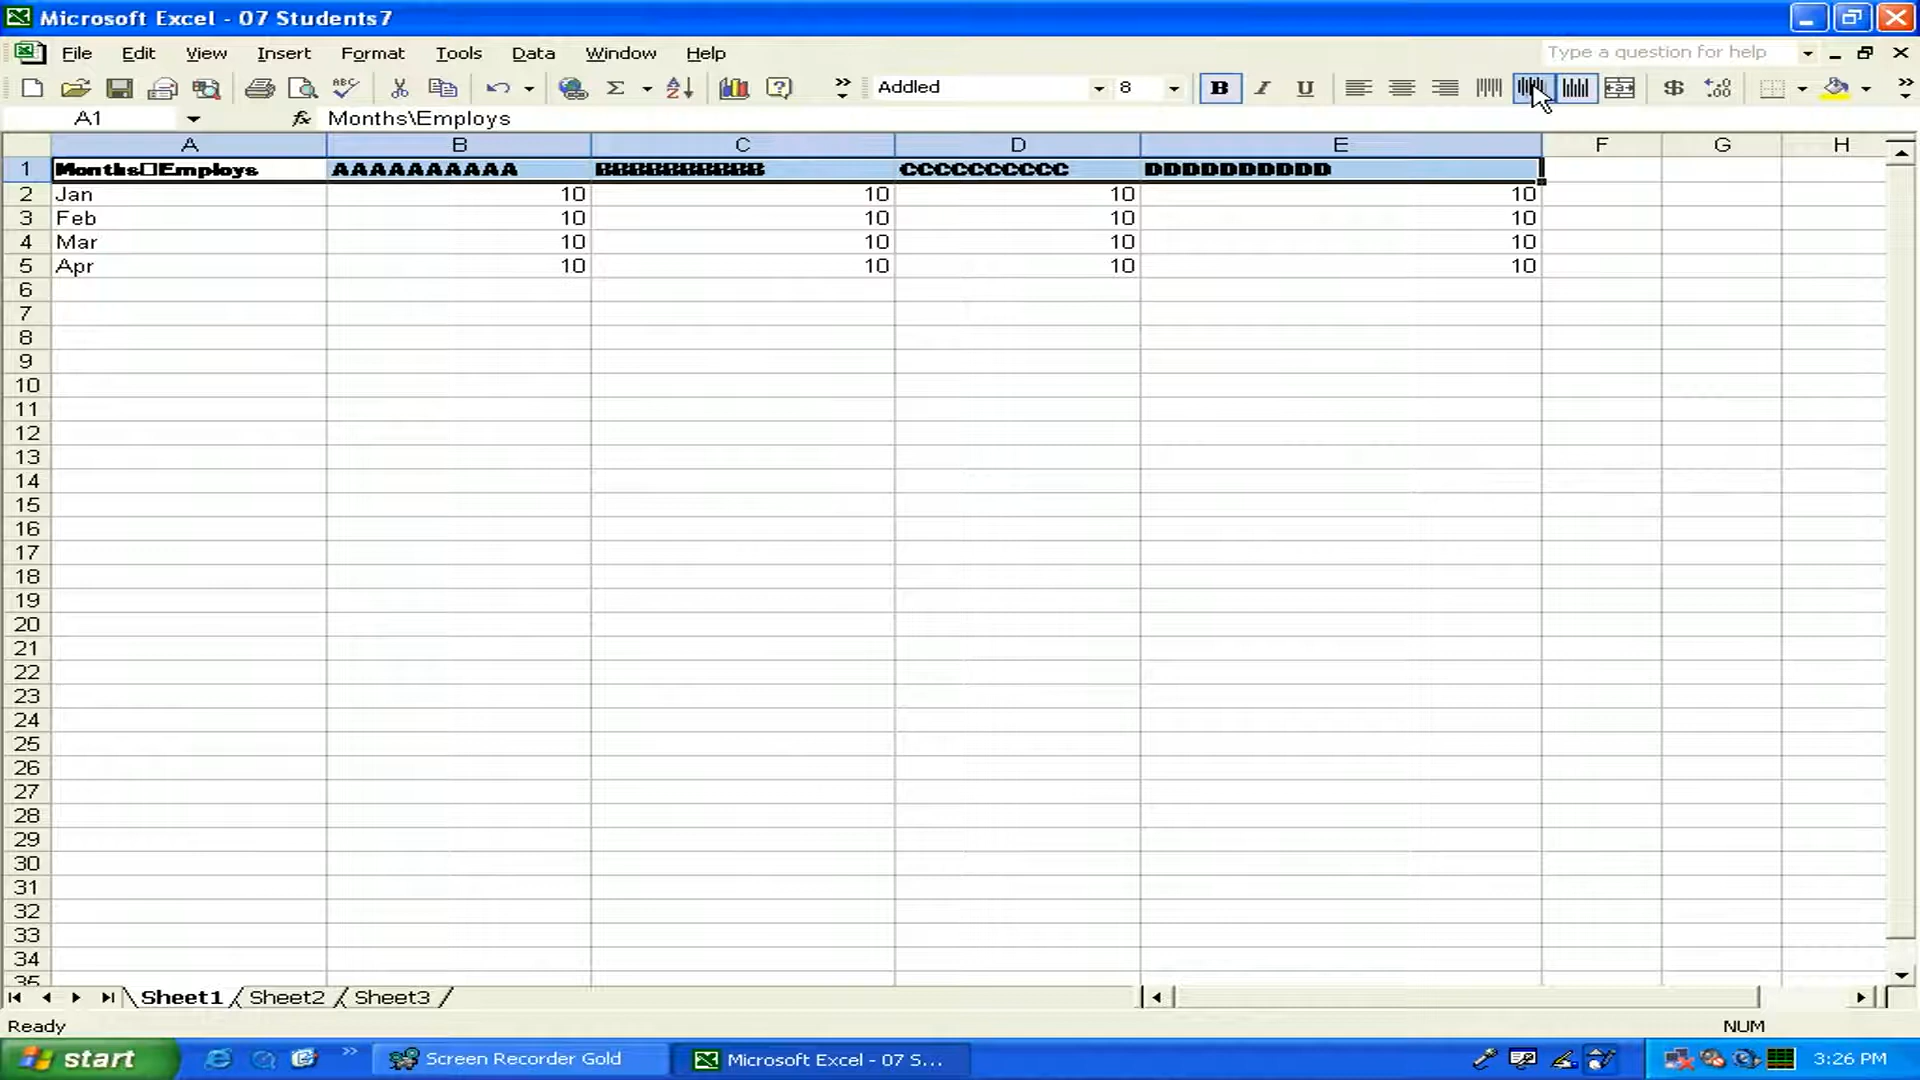 Microsoft Excel - 07 Students7
File Edit View Insert Format Tools Data Window Help Type a question for help
Addled 8 B I U $
A1 fx Months\Employs
A B C D E F G H
1 Months▯Employs AAAAAAAAAA BBBBBBBBBB CCCCCCCCCC DDDDDDDDDD
2 Jan 10 10 10 10
3 Feb 10 10 10 10
4 Mar 10 10 10 10
5 Apr 10 10 10 10
6
7
8
9
10
11
12
13
14
15
16
17
18
19
20
21
22
23
24
25
26
27
28
29
30
31
32
33
34
35
Sheet1 Sheet2 Sheet3
Ready NUM
start Screen Recorder Gold Microsoft Excel - 07 S... 3:26 PM